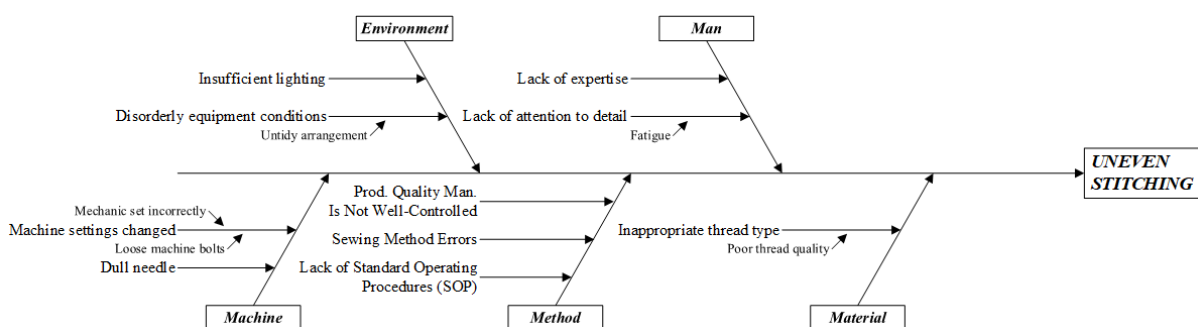 Environment
Man
Insufficient lighting
Lack of expertise
Disorderly equipment conditions
Lack of attention to detail
Untidy arrangement
Fatigue
UNEVEN
STITCHING
Prod. Quality Man.
Is Not Well-Controlled
Mechanic set incorrectly
Machine settings changed
Loose machine bolts
Sewing Method Errors
Inappropriate thread type
Poor thread quality
Dull needle
Lack of Standard Operating
Procedures (SOP)
Machine
Method
Material